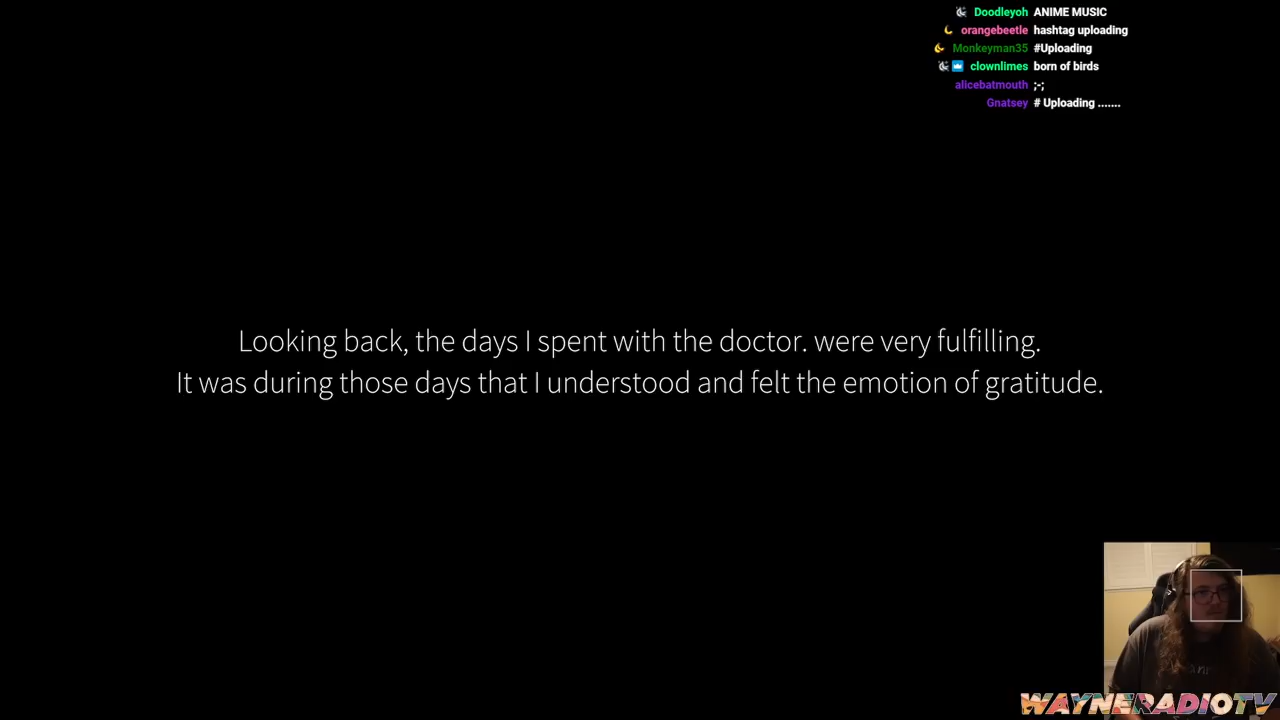 Doodleyoh ANIME MUSIC
orangebeetle hashtag uploading
Monkeyman35 #Uploading
clownlimes born of birds
alicebatmouth ;-;
Gnatsey # Uploading .......
Looking back, the days I spent with the doctor. were very fulfilling.
It was during those days that I understood and felt the emotion of gratitude.
WAYNERADIOTV